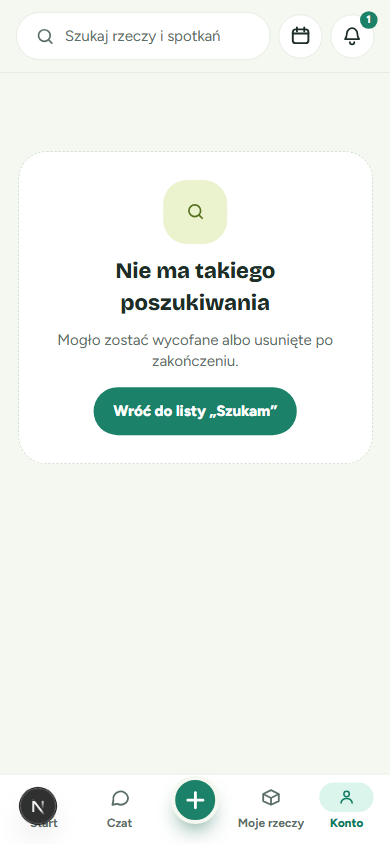 Szukaj rzeczy i spotkań
1
Nie ma takiego
poszukiwania
Mogło zostać wycofane albo usunięte po
zakończeniu.
Wróć do listy „Szukam”
N
Start
Czat
Moje rzeczy
Konto